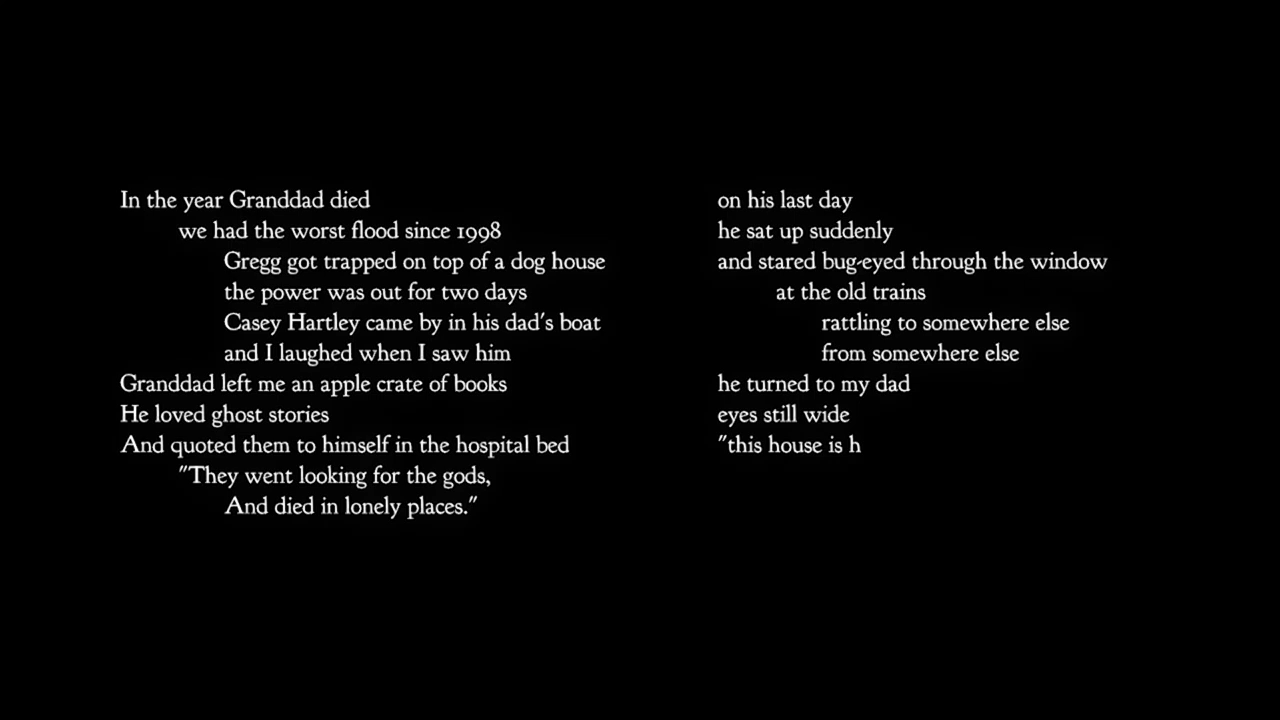 In the year Granddad died
we had the worst flood since 1998
Gregg got trapped on top of a dog house
the power was out for two days
Casey Hartley came by in his dad's boat
and I laughed when I saw him
Granddad left me an apple crate of books
He loved ghost stories
And quoted them to himself in the hospital bed
"They went looking for the gods,
And died in lonely places."
on his last day
he sat up suddenly
and stared bug-eyed through the window
at the old trains
rattling to somewhere else
from somewhere else
he turned to my dad
eyes still wide
"this house is h